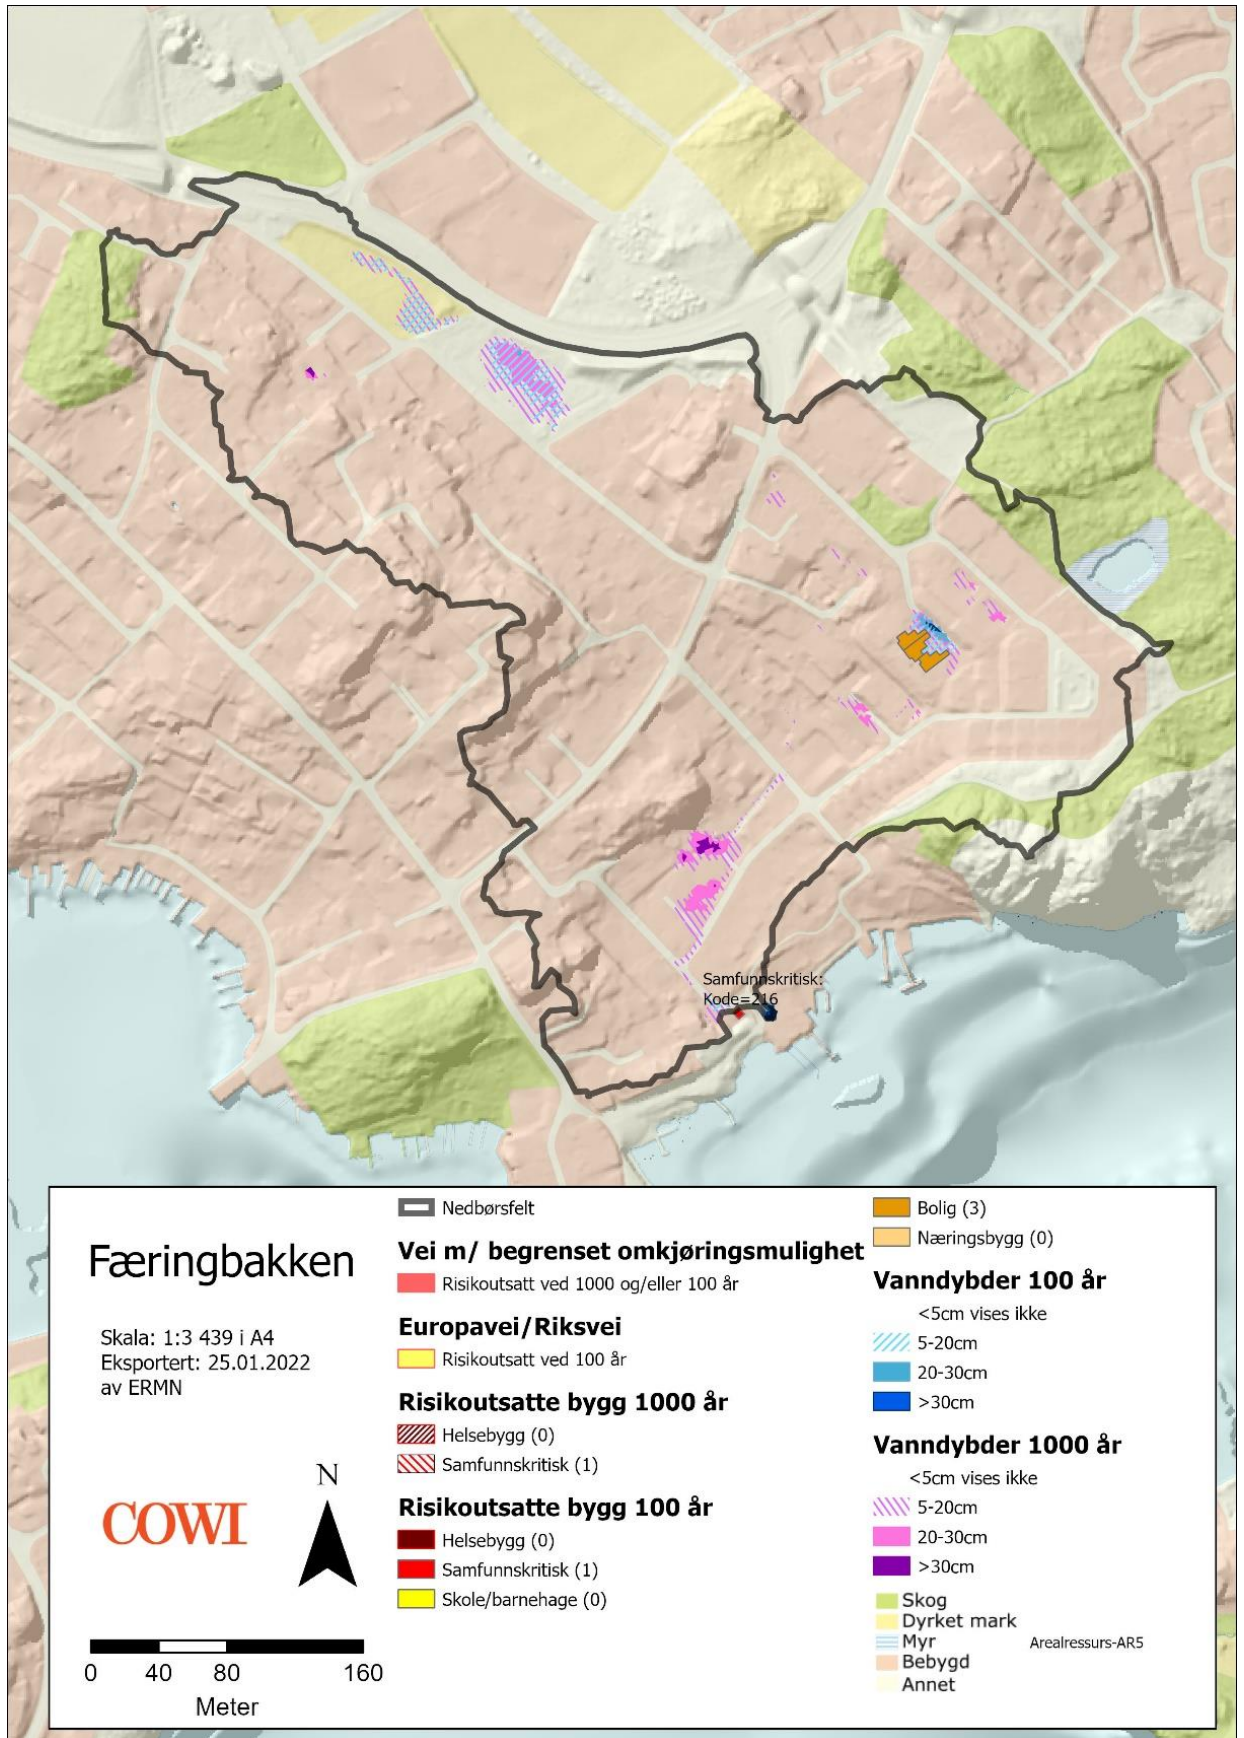 Samfunnskritisk:
Kode=216
Færingbakken
Skala: 1:3 439 i A4
Eksportert: 25.01.2022
av ERMN
COWI
N
0 40 80 160
Meter
Nedbørsfelt
Vei m/ begrenset omkjøringsmulighet
Risikoutsatt ved 1000 og/eller 100 år
Europavei/Riksvei
Risikoutsatt ved 100 år
Risikoutsatte bygg 1000 år
Helsebygg (0)
Samfunnskritisk (1)
Risikoutsatte bygg 100 år
Helsebygg (0)
Samfunnskritisk (1)
Skole/barnehage (0)
Bolig (3)
Næringsbygg (0)
Vanndybder 100 år
<5cm vises ikke
5-20cm
20-30cm
>30cm
Vanndybder 1000 år
<5cm vises ikke
5-20cm
20-30cm
>30cm
Skog
Dyrket mark
Myr
Bebygd
Annet
Arealressurs-AR5